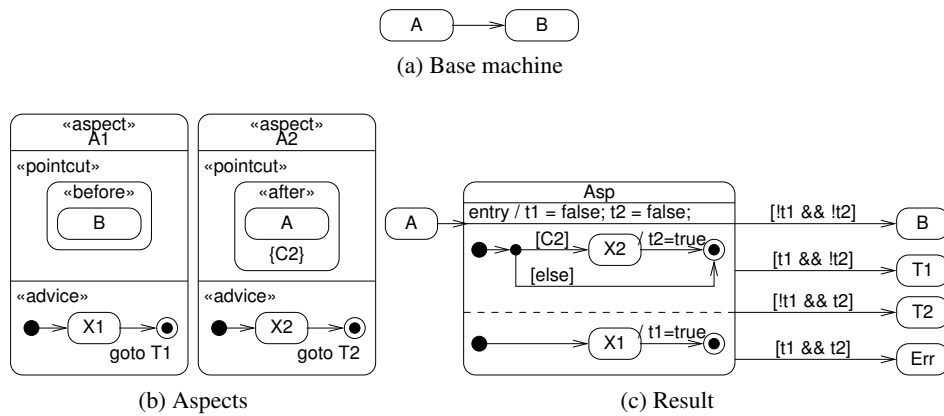 A
B
(a) Base machine
«aspect»
A1
«pointcut»
«before»
B
«advice»
X1
goto T1
«aspect»
A2
«pointcut»
«after»
A
{C2}
«advice»
X2
goto T2
(b) Aspects
A
Asp
entry / t1 = false; t2 = false;
[C2]
X2
/ t2=true
[else]
X1
/ t1=true
[!t1 && !t2]
B
[t1 && !t2]
T1
[!t1 && t2]
T2
[t1 && t2]
Err
(c) Result